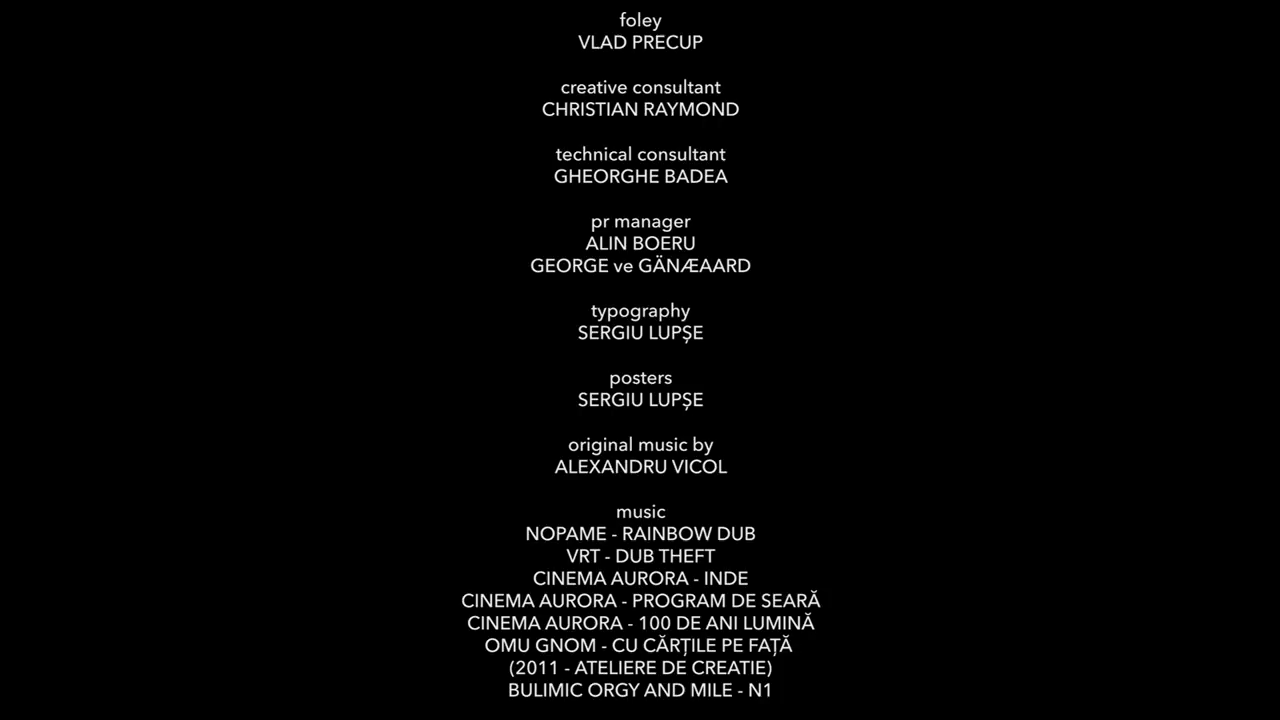 foley
VLAD PRECUP
creative consultant
CHRISTIAN RAYMOND
technical consultant
GHEORGHE BADEA
pr manager
ALIN BOERU
GEORGE ve GÄNÆAARD
typography
SERGIU LUPȘE
posters
SERGIU LUPȘE
original music by
ALEXANDRU VICOL
music
NOPAME - RAINBOW DUB
VRT - DUB THEFT
CINEMA AURORA - INDE
CINEMA AURORA - PROGRAM DE SEARĂ
CINEMA AURORA - 100 DE ANI LUMINĂ
OMU GNOM - CU CĂRȚILE PE FAȚĂ
(2011 - ATELIERE DE CREATIE)
BULIMIC ORGY AND MILE - N1